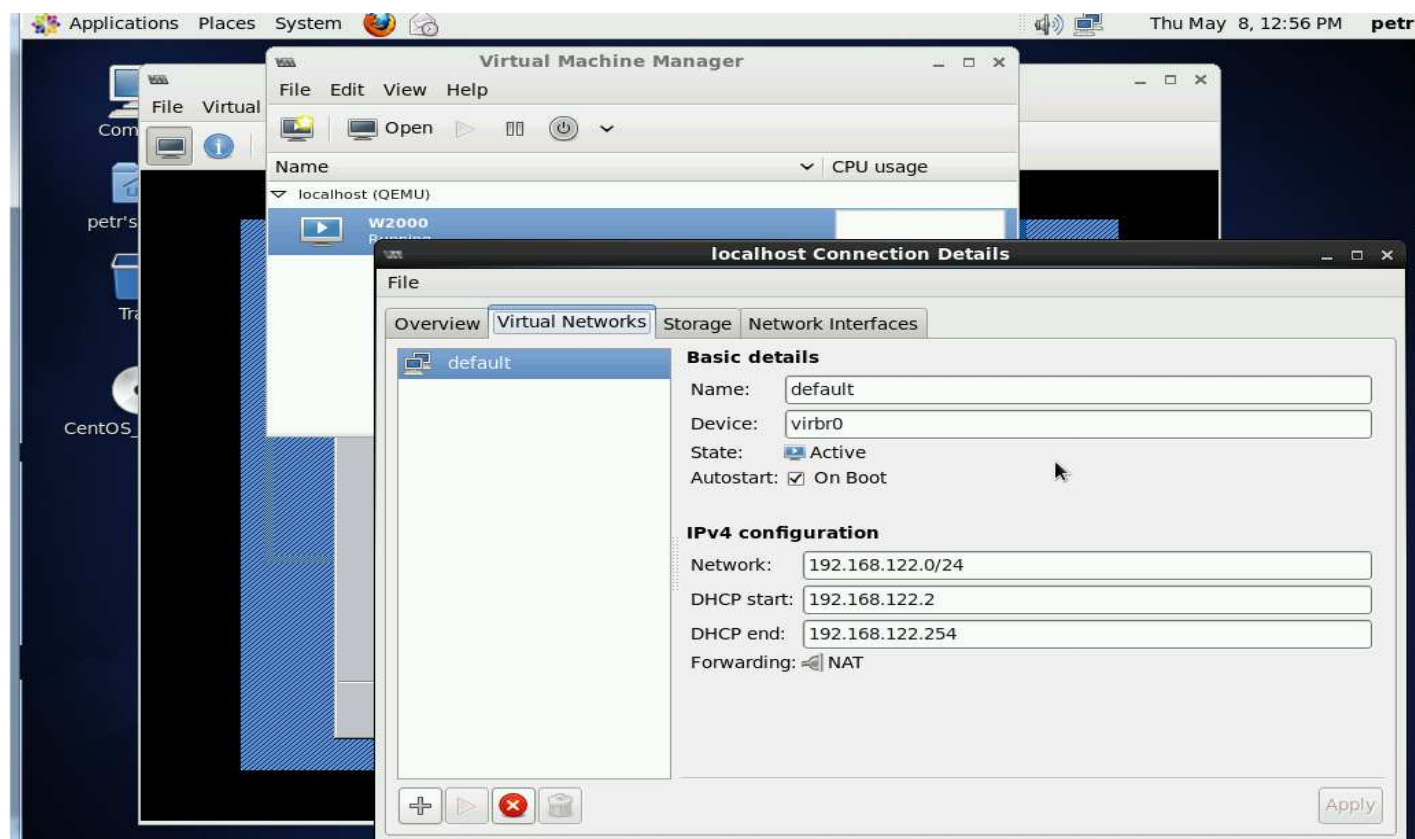 Applications Places System
Thu May 8, 12:56 PM petr
Virtual Machine Manager
File Edit View Help
File Virtual
Open
Name
CPU usage
localhost (QEMU)
W2000
Running
Com
petr's
Tra
CentOS_
localhost Connection Details
File
Overview Virtual Networks Storage Network Interfaces
default
Basic details
Name: default
Device: virbr0
State: Active
Autostart: On Boot
IPv4 configuration
Network: 192.168.122.0/24
DHCP start: 192.168.122.2
DHCP end: 192.168.122.254
Forwarding: NAT
Apply